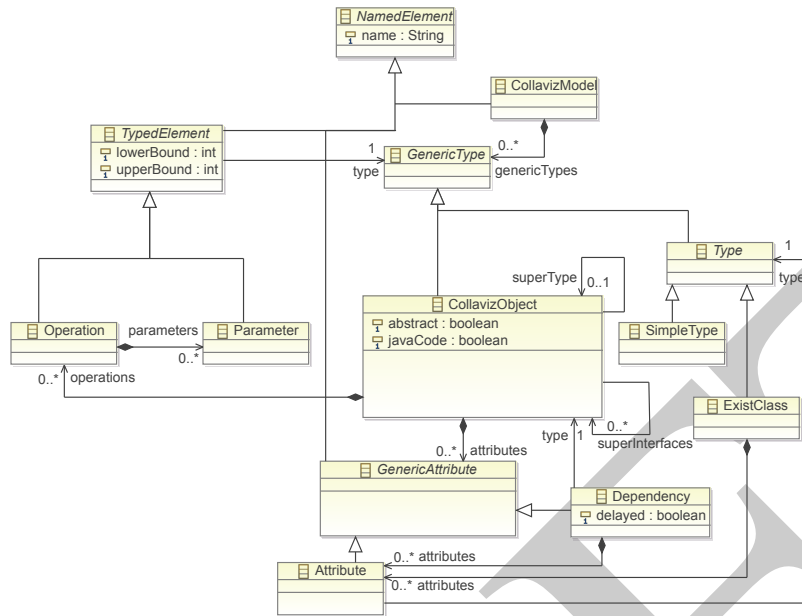 NamedElement
name : String
CollavizModel
TypedElement
lowerBound : int
upperBound : int
1
type
GenericType
0..*
genericTypes
Type
1
type
superType
0..1
CollavizObject
abstract : boolean
javaCode : boolean
SimpleType
Operation
parameters
0..*
Parameter
0..* operations
ExistClass
0..*
superInterfaces
type 1
0..* attributes
GenericAttribute
Dependency
delayed : boolean
0..* attributes
Attribute
0..* attributes